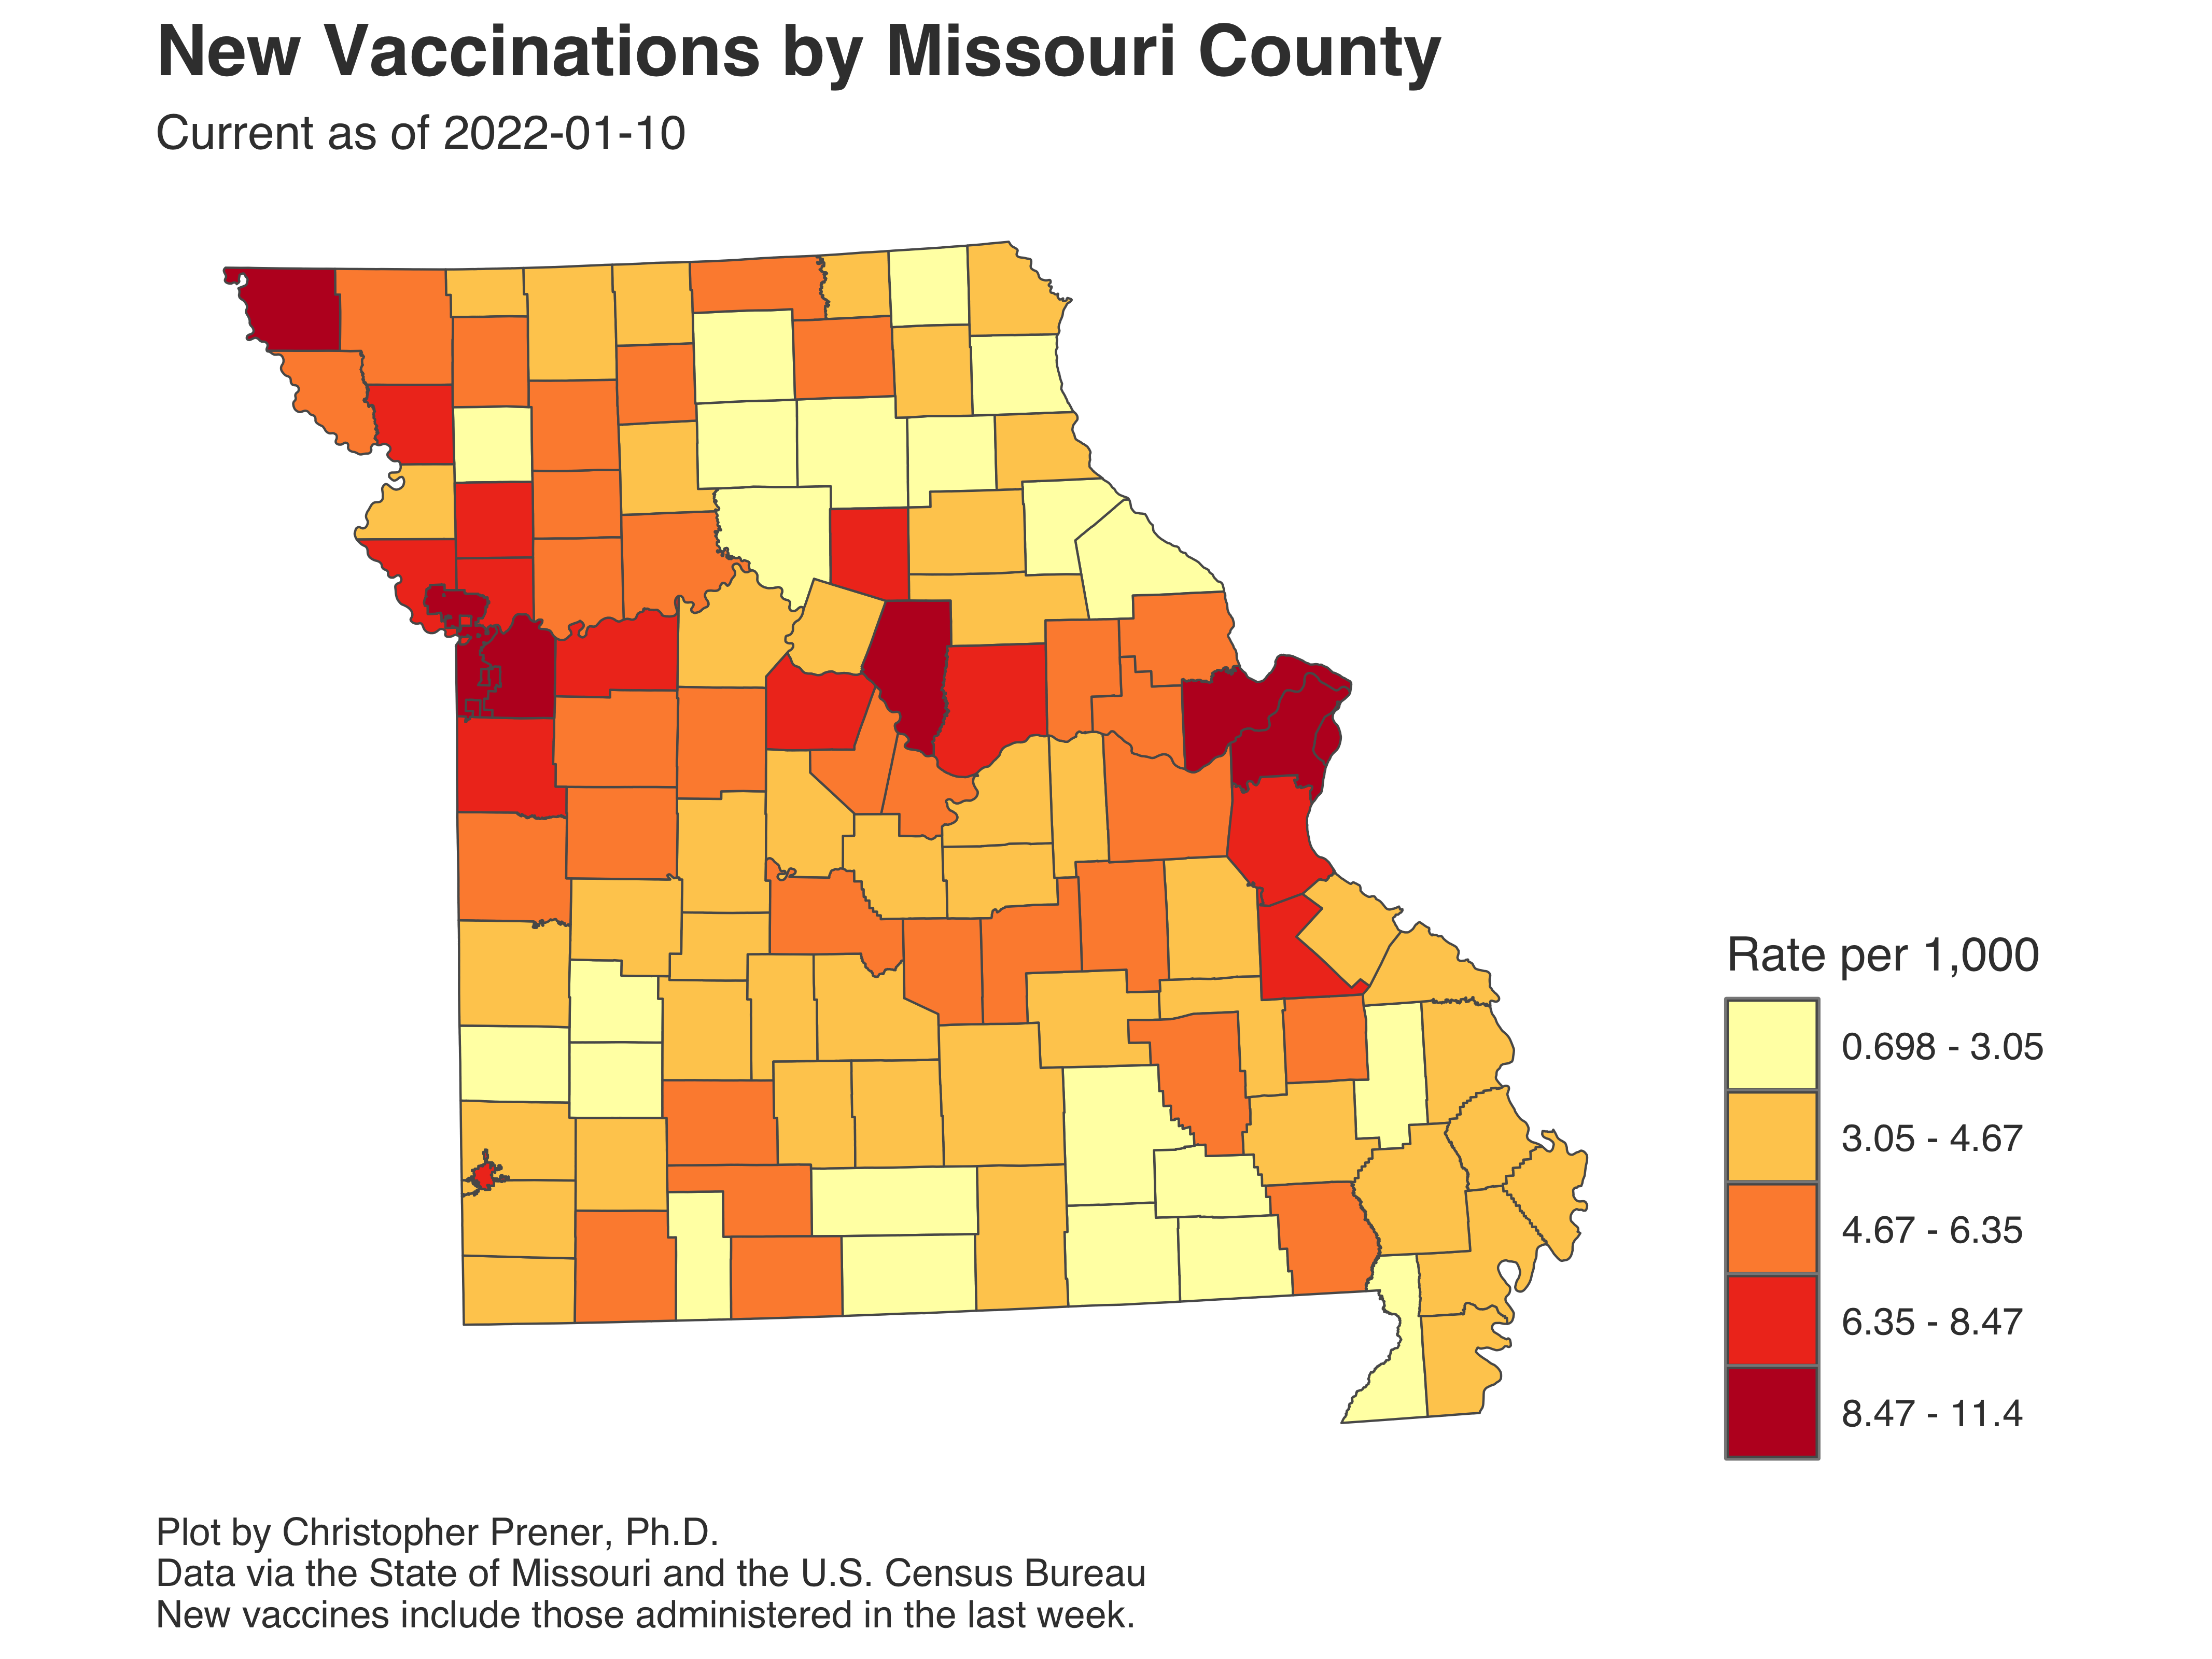 New Vaccinations by Missouri County
Current as of 2022-01-10
Rate per 1,000
0.698 - 3.05
3.05 - 4.67
4.67 - 6.35
6.35 - 8.47
8.47 - 11.4
Plot by Christopher Prener, Ph.D.
Data via the State of Missouri and the U.S. Census Bureau
New vaccines include those administered in the last week.